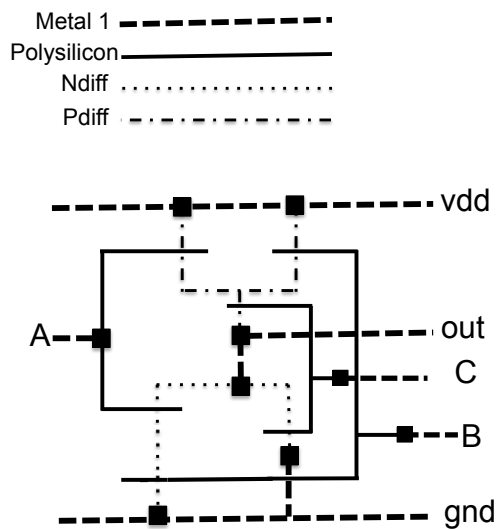 Metal 1
Polysilicon
Ndiff
Pdiff
vdd
A
out
C
B
gnd